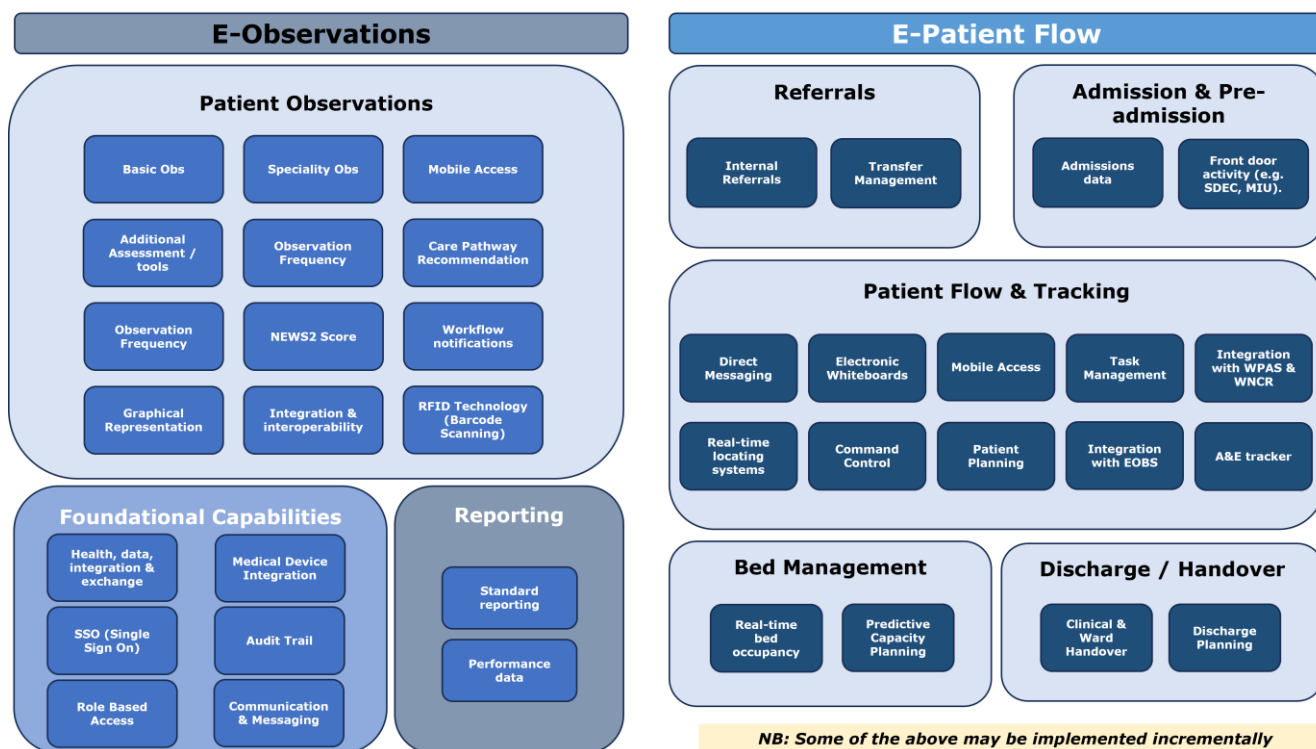 E-Observations
Patient Observations
Basic Obs
Speciality Obs
Mobile Access
Additional
Assessment /
tools
Observation
Frequency
Care Pathway
Recommendation
Observation
Frequency
NEWS2 Score
Workflow
notifications
Graphical
Representation
Integration &
interoperability
RFID Technology
(Barcode
Scanning)
Foundational Capabilities
Health, data,
integration &
exchange
Medical Device
Integration
SSO (Single
Sign On)
Audit Trail
Role Based
Access
Communication
& Messaging
Reporting
Standard
reporting
Performance
data
E-Patient Flow
Referrals
Internal
Referrals
Transfer
Management
Admission & Pre-
admission
Admissions
data
Front door
activity (e.g.
SDEC, MIU).
Patient Flow & Tracking
Direct
Messaging
Electronic
Whiteboards
Mobile Access
Task
Management
Integration
with WPAS &
WNCR
Real-time
locating
systems
Command
Control
Patient
Planning
Integration
with EOBS
A&E tracker
Bed Management
Real-time
bed
occupancy
Predictive
Capacity
Planning
Discharge / Handover
Clinical &
Ward
Handover
Discharge
Planning
NB: Some of the above may be implemented incrementally